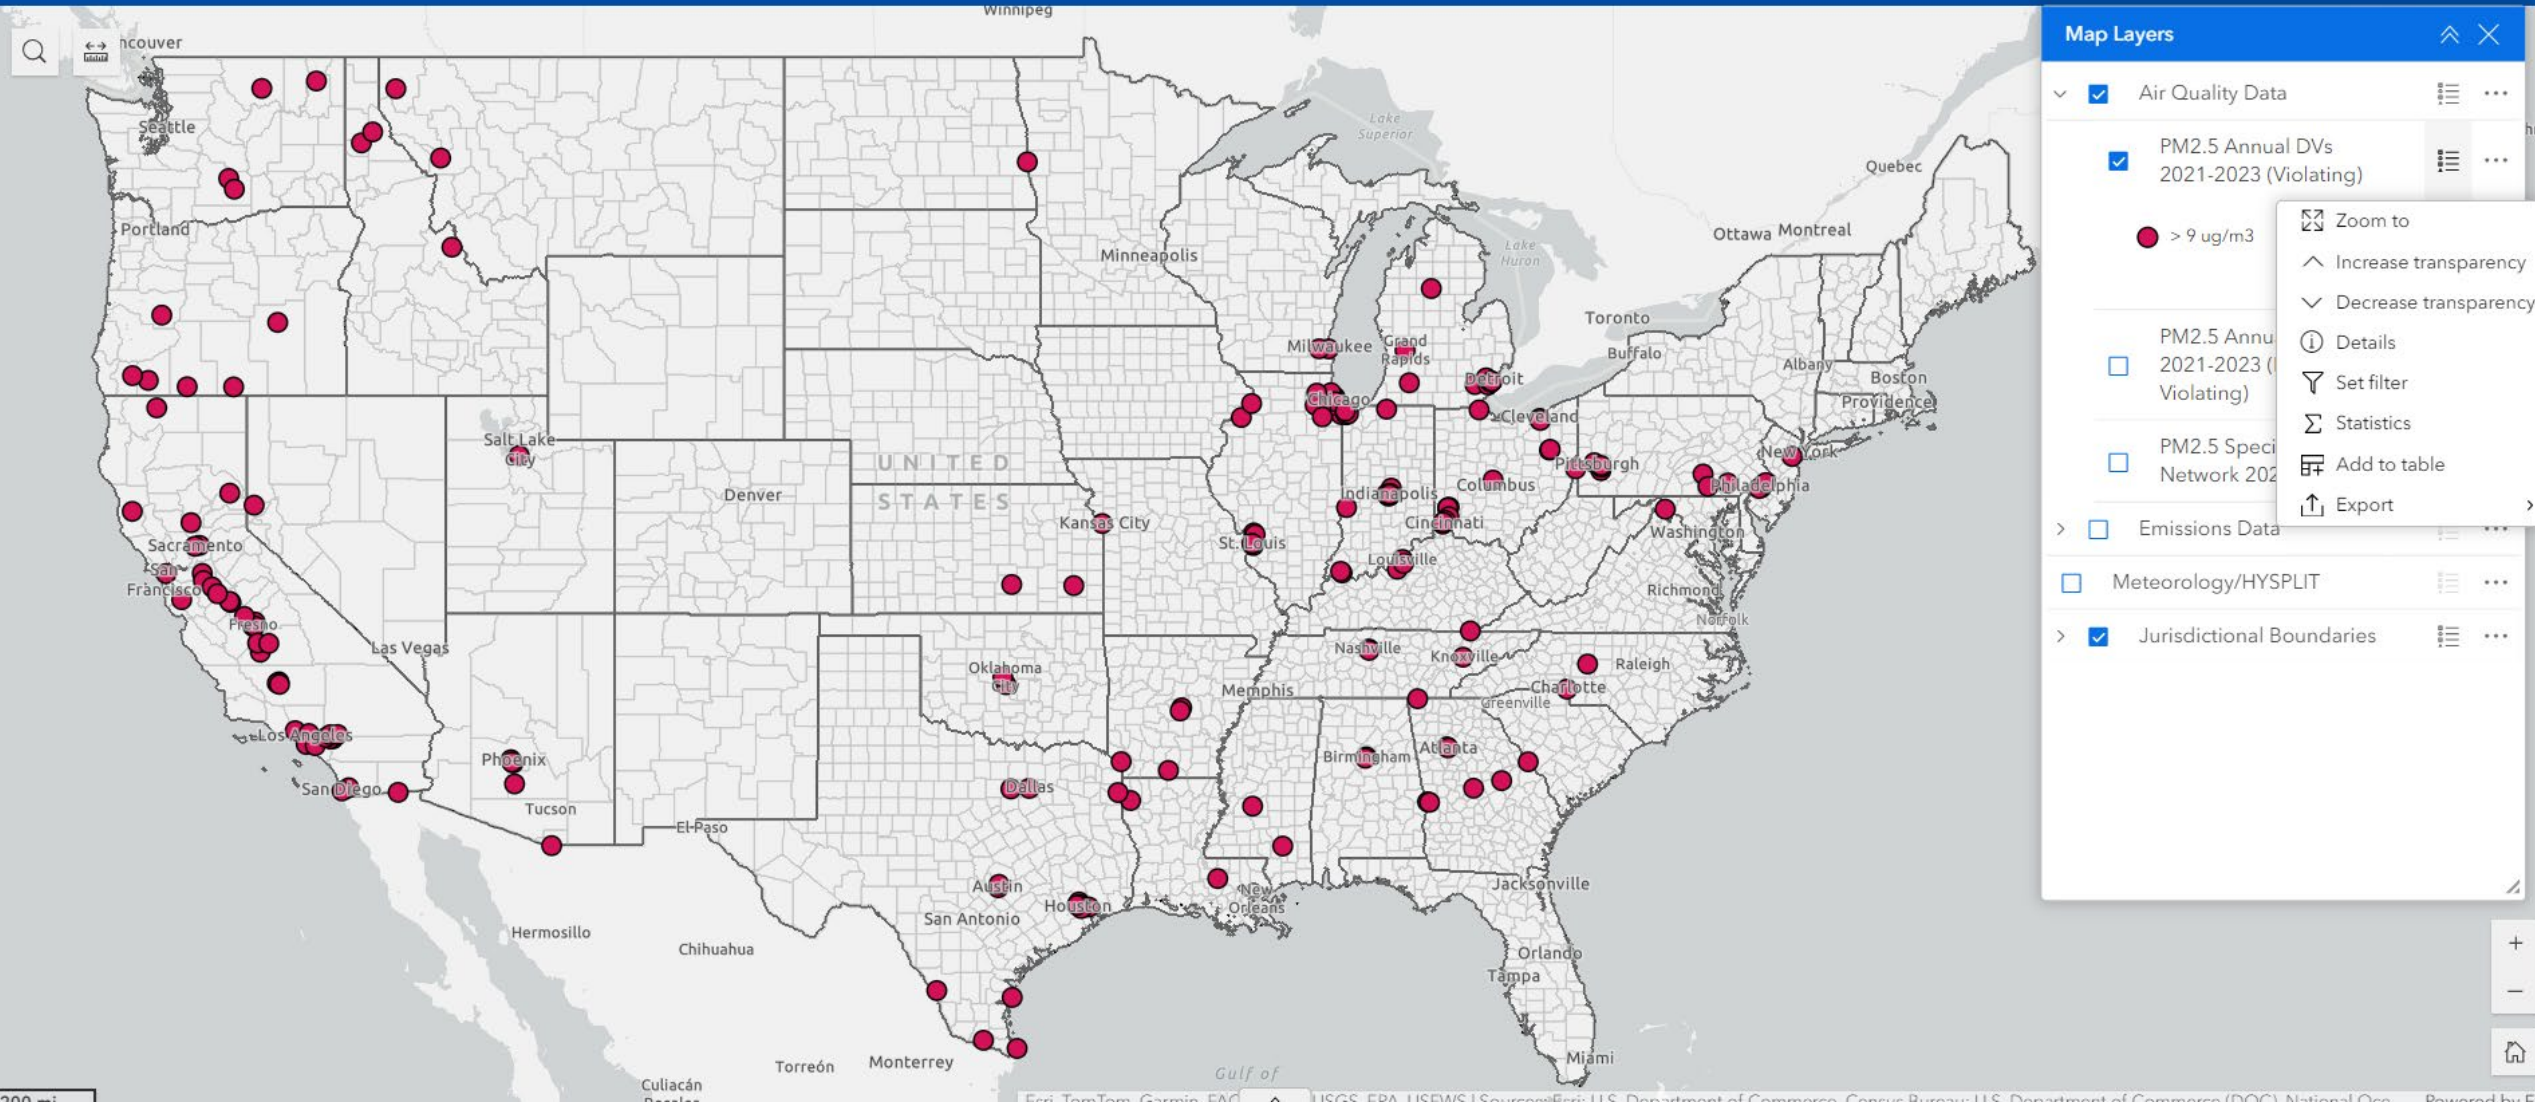 Winnipeg
ncouver
Seattle
Portland
Lake
Superior
Quebec
Minneapolis
Ottawa
Montreal
Lake
Huron
Toronto
Milwaukee
Grand
Rapids
Buffalo
Detroit
Albany
Boston
Providence
Chicago
Cleveland
Salt Lake
City
UNITED
STATES
Denver
Kansas City
Pittsburgh
New York
Columbus
Philadelphia
Indianapolis
Cincinnati
St. Louis
Washington
Louisville
Richmond
Norfolk
Sacramento
San
Francisco
Fresno
Las Vegas
Nashville
Knoxville
Raleigh
Oklahoma
City
Memphis
Charlotte
Greenville
Los Angeles
Phoenix
Birmingham
Atlanta
San Diego
Tucson
Dallas
El Paso
Austin
Houston
San Antonio
New
Orleans
Jacksonville
Hermosillo
Chihuahua
Orlando
Tampa
Miami
Torreón
Monterrey
Culiacán
Gulf of
Map Layers
Air Quality Data
PM2.5 Annual DVs
2021-2023 (Violating)
> 9 ug/m3
PM2.5 Annu
2021-2023 (
Violating)
PM2.5 Speci
Network 202
Emissions Data
Meteorology/HYSPLIT
Jurisdictional Boundaries
Zoom to
Increase transparency
Decrease transparency
Details
Set filter
Statistics
Add to table
Export